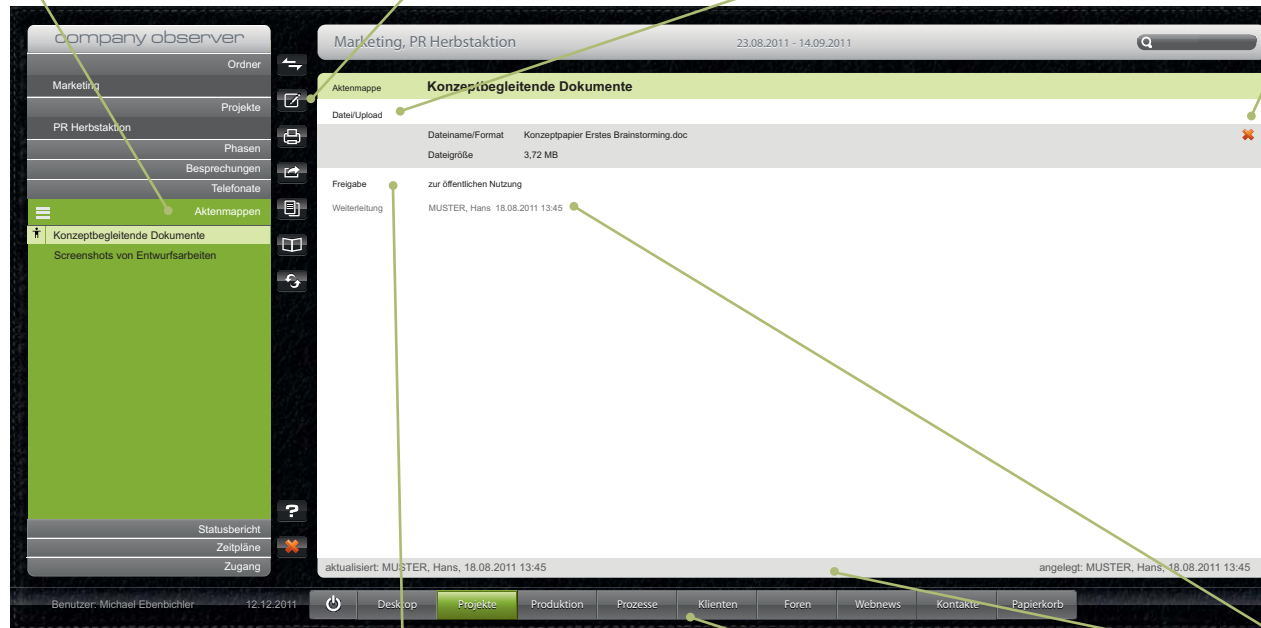 company observer
Ordner
Marketing
Projekte
PR Herbstaktion
Phasen
Besprechungen
Telefonate
Aktenmappen
Konzeptbegleitende Dokumente
Screenshots von Entwurfsarbeiten
Statusbericht
Zeitpläne
Zugang
?
Marketing, PR Herbstaktion 23.08.2011 - 14.09.2011
Aktenmappe Konzeptbegleitende Dokumente
Datei/Upload
Dateiname/Format Konzeptpapier Erstes Brainstorming.doc
Dateigröße 3,72 MB
Freigabe zur öffentlichen Nutzung
Weiterleitung MUSTER, Hans 18.08.2011 13:45
aktualisiert: MUSTER, Hans, 18.08.2011 13:45 angelegt: MUSTER, Hans, 18.08.2011 13:45
Benutzer: Michael Ebenbichler 12.12.2011 Desktop Projekte Produktion Prozesse Klienten Foren Webnews Kontakte Papierkorb